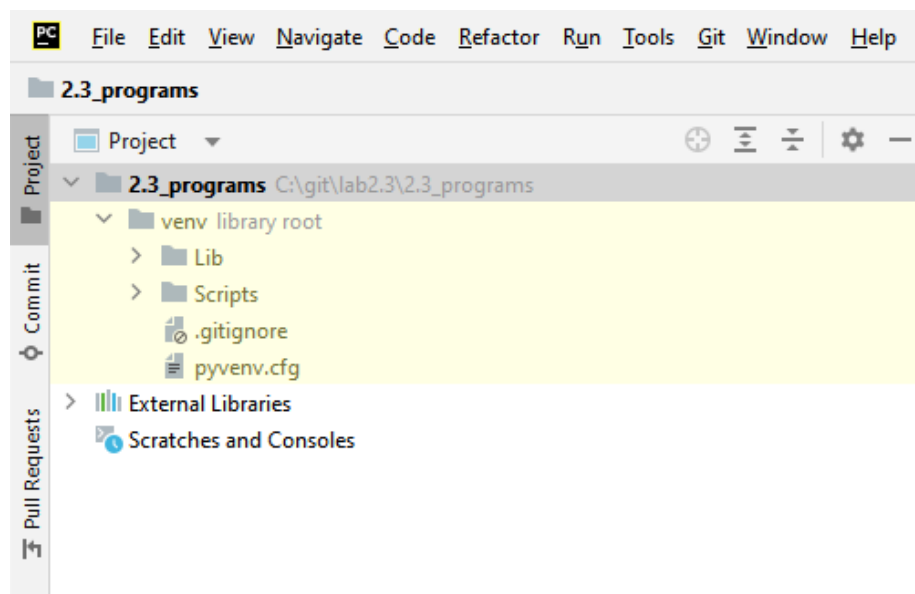 PC File Edit View Navigate Code Refactor Run Tools Git Window Help
2.3_programs
Project
2.3_programs C:\git\lab2.3\2.3_programs
venv library root
Lib
Scripts
.gitignore
pyvenv.cfg
External Libraries
Scratches and Consoles
Project
Commit
Pull Requests